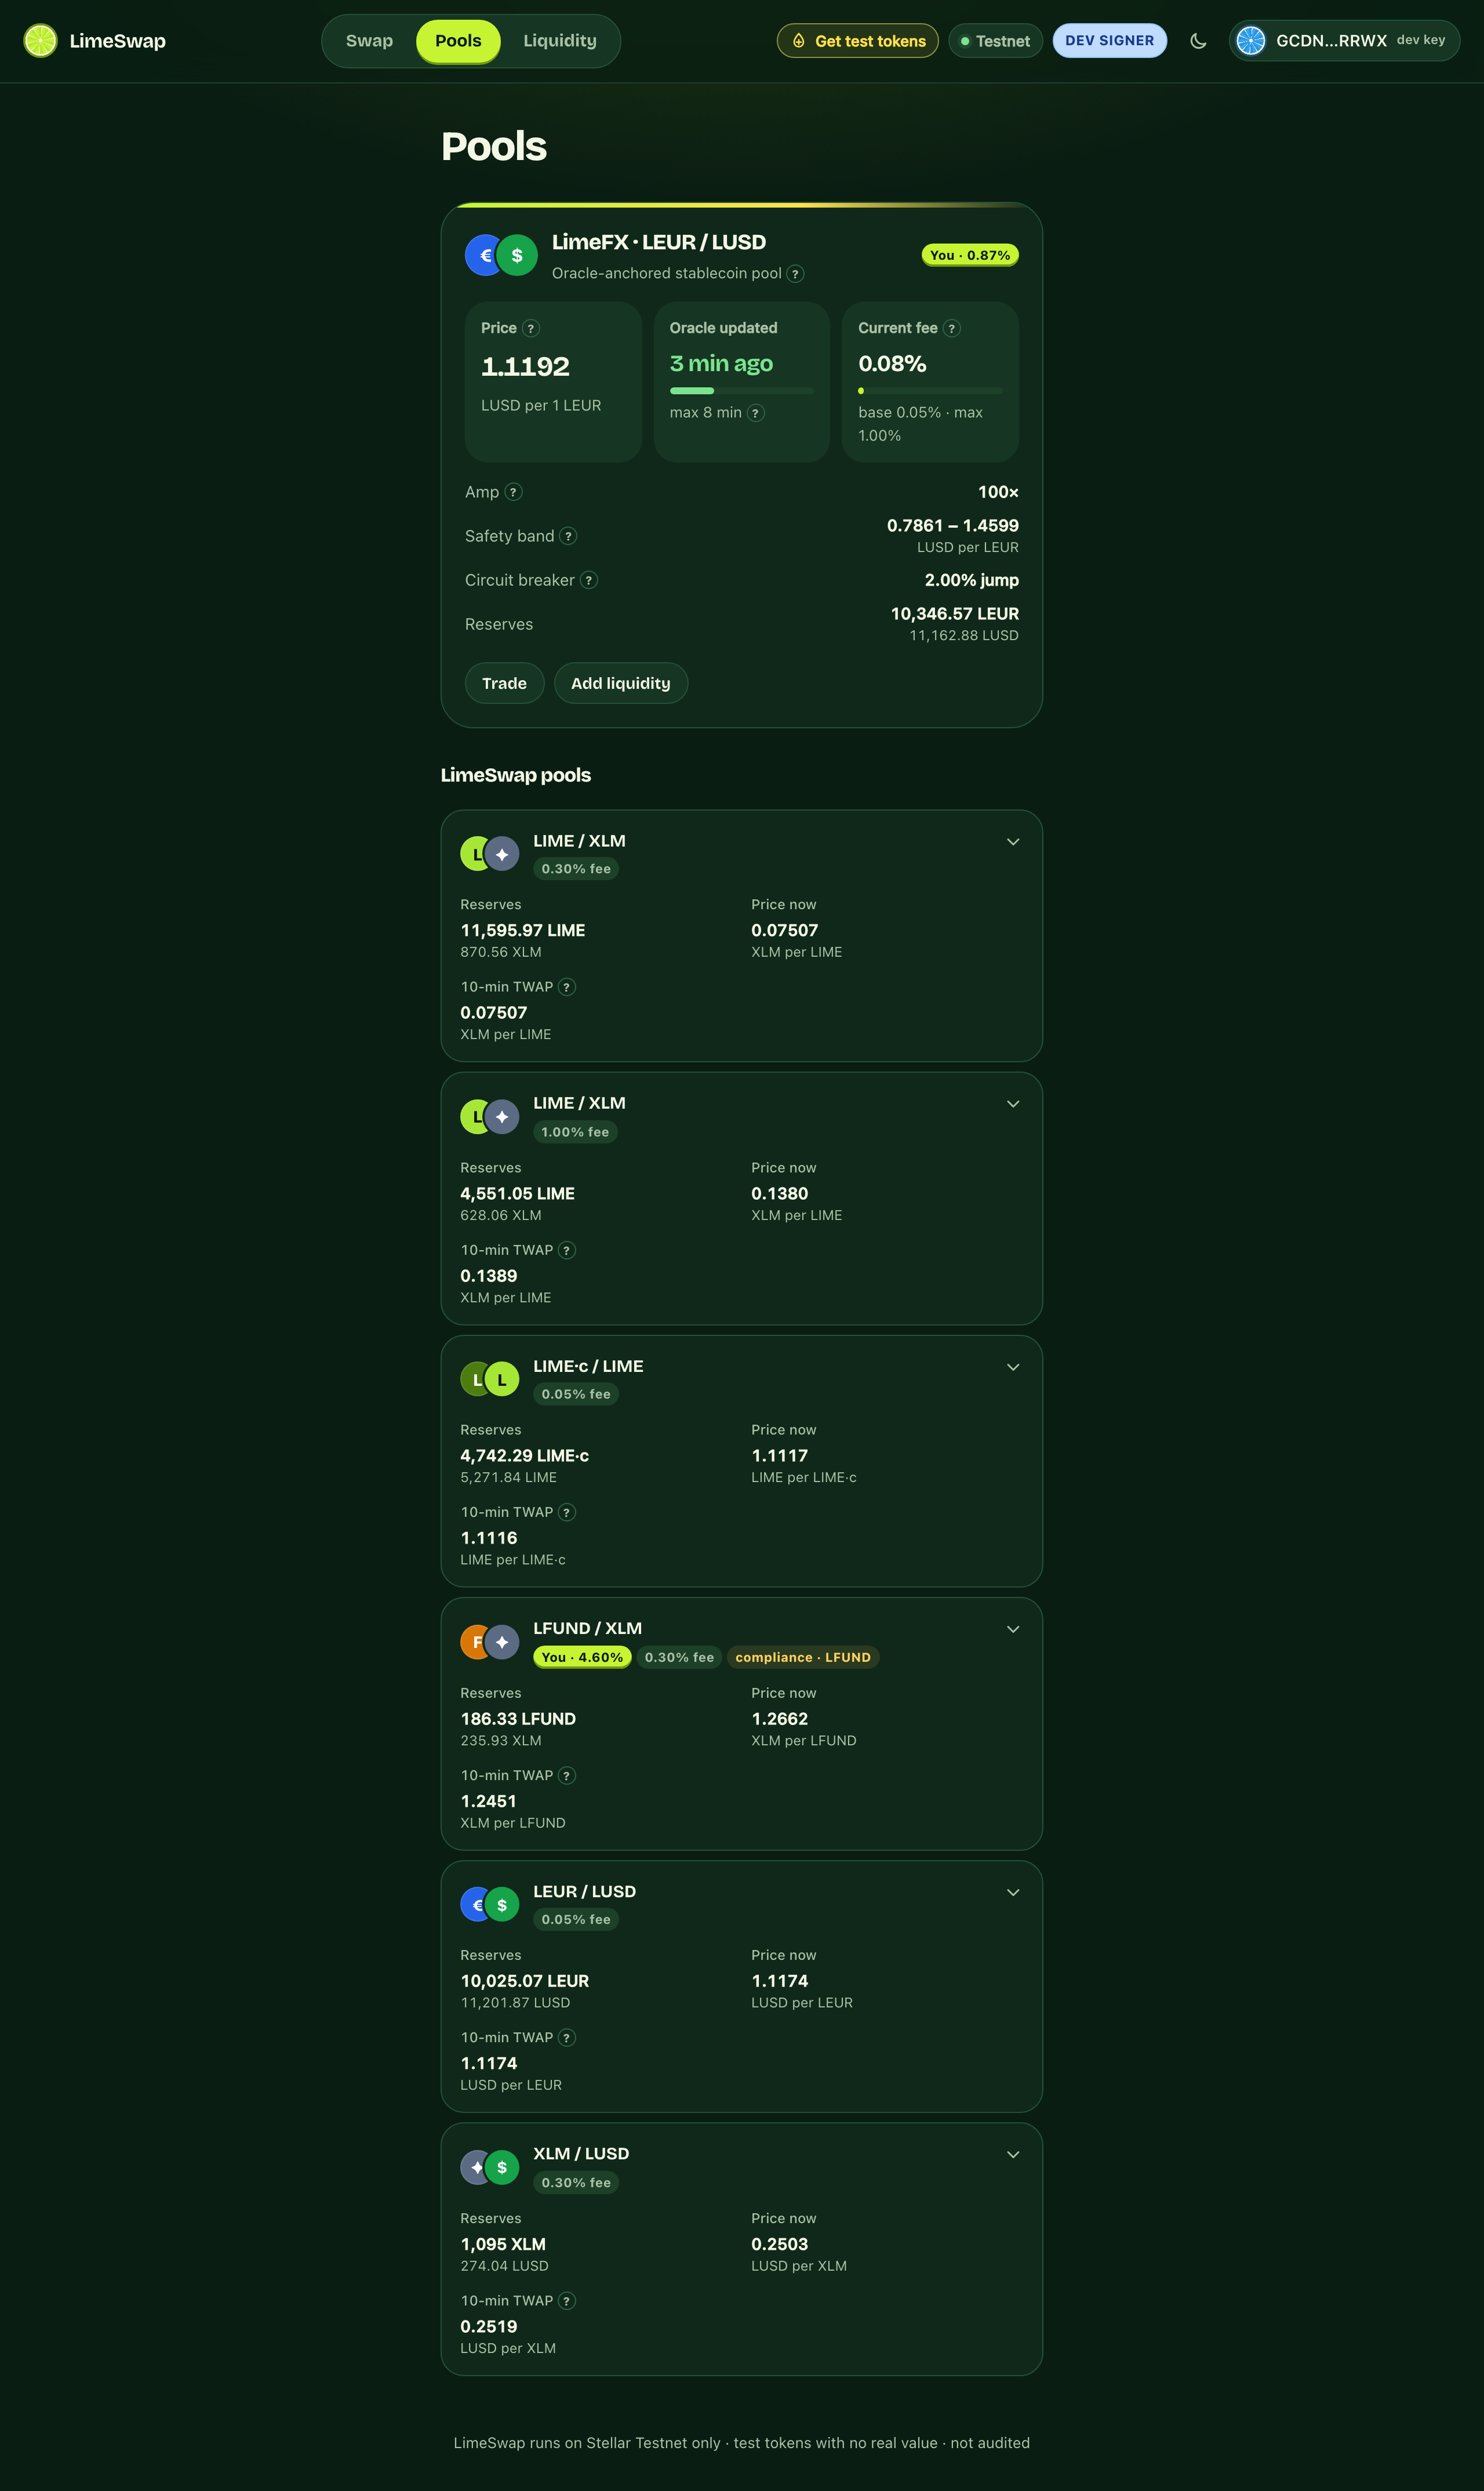 LimeSwap
Swap
Pools
Liquidity
Get test tokens
Testnet
DEV SIGNER
GCDN...RRWX dev key
Pools
€ $
LimeFX · LEUR / LUSD
Oracle-anchored stablecoin pool ?
You · 0.87%
Price ?
1.1192
LUSD per 1 LEUR
Oracle updated
3 min ago
max 8 min ?
Current fee ?
0.08%
base 0.05% · max
1.00%
Amp ?
100×
Safety band ?
0.7861 – 1.4599
LUSD per LEUR
Circuit breaker ?
2.00% jump
Reserves
10,346.57 LEUR
11,162.88 LUSD
Trade
Add liquidity
LimeSwap pools
L
LIME / XLM
0.30% fee
Reserves
11,595.97 LIME
870.56 XLM
Price now
0.07507
XLM per LIME
10-min TWAP ?
0.07507
XLM per LIME
L
LIME / XLM
1.00% fee
Reserves
4,551.05 LIME
628.06 XLM
Price now
0.1380
XLM per LIME
10-min TWAP ?
0.1389
XLM per LIME
L L
LIME·c / LIME
0.05% fee
Reserves
4,742.29 LIME·c
5,271.84 LIME
Price now
1.1117
LIME per LIME·c
10-min TWAP ?
1.1116
LIME per LIME·c
F
LFUND / XLM
You · 4.60%
0.30% fee
compliance · LFUND
Reserves
186.33 LFUND
235.93 XLM
Price now
1.2662
XLM per LFUND
10-min TWAP ?
1.2451
XLM per LFUND
€ $
LEUR / LUSD
0.05% fee
Reserves
10,025.07 LEUR
11,201.87 LUSD
Price now
1.1174
LUSD per LEUR
10-min TWAP ?
1.1174
LUSD per LEUR
$
XLM / LUSD
0.30% fee
Reserves
1,095 XLM
274.04 LUSD
Price now
0.2503
LUSD per XLM
10-min TWAP ?
0.2519
LUSD per XLM
LimeSwap runs on Stellar Testnet only · test tokens with no real value · not audited